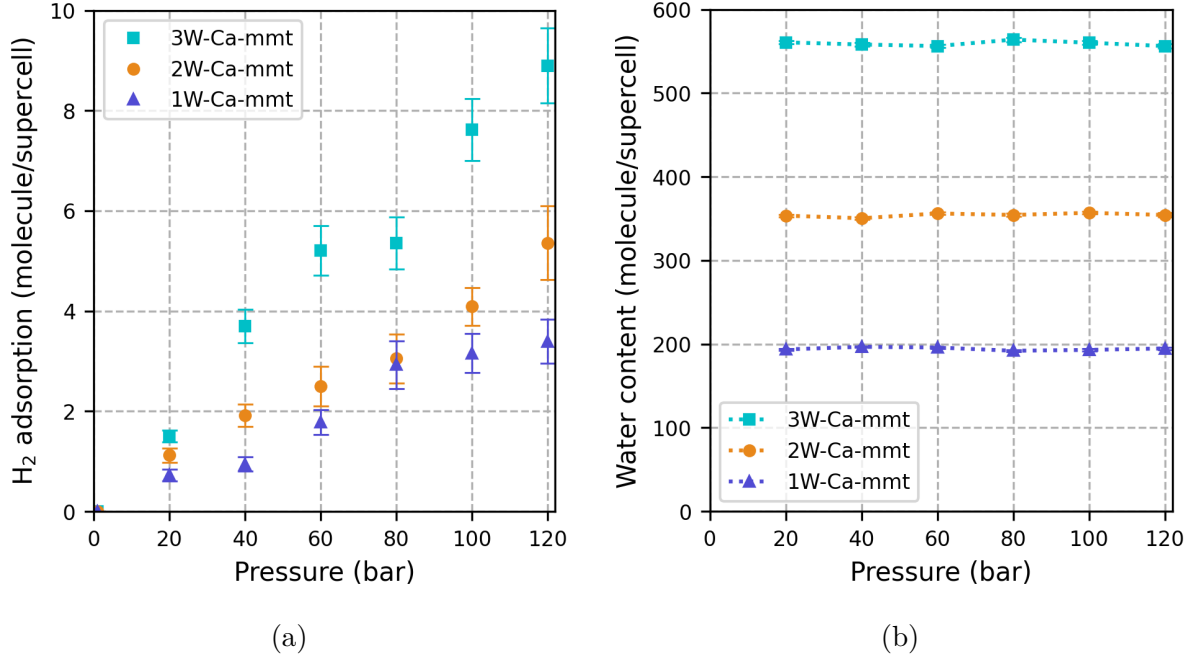 10
8
6
4
2
0
0
20
40
60
80
100
120
H₂ adsorption (molecule/supercell)
Pressure (bar)
3W-Ca-mmt
2W-Ca-mmt
1W-Ca-mmt
(a)
600
500
400
300
200
100
0
0
20
40
60
80
100
120
Water content (molecule/supercell)
Pressure (bar)
3W-Ca-mmt
2W-Ca-mmt
1W-Ca-mmt
(b)